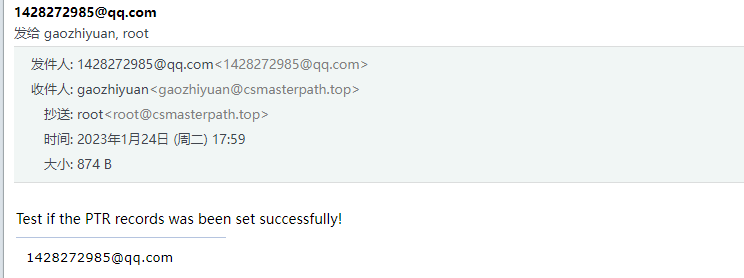 1428272985@qq.com
发给 gaozhiyuan, root
发件人: 1428272985@qq.com<1428272985@qq.com>
收件人: gaozhiyuan<gaozhiyuan@csmasterpath.top>
抄送: root<root@csmasterpath.top>
时间: 2023年1月24日 (周二) 17:59
大小: 874 B
Test if the PTR records was been set successfully!
1428272985@qq.com